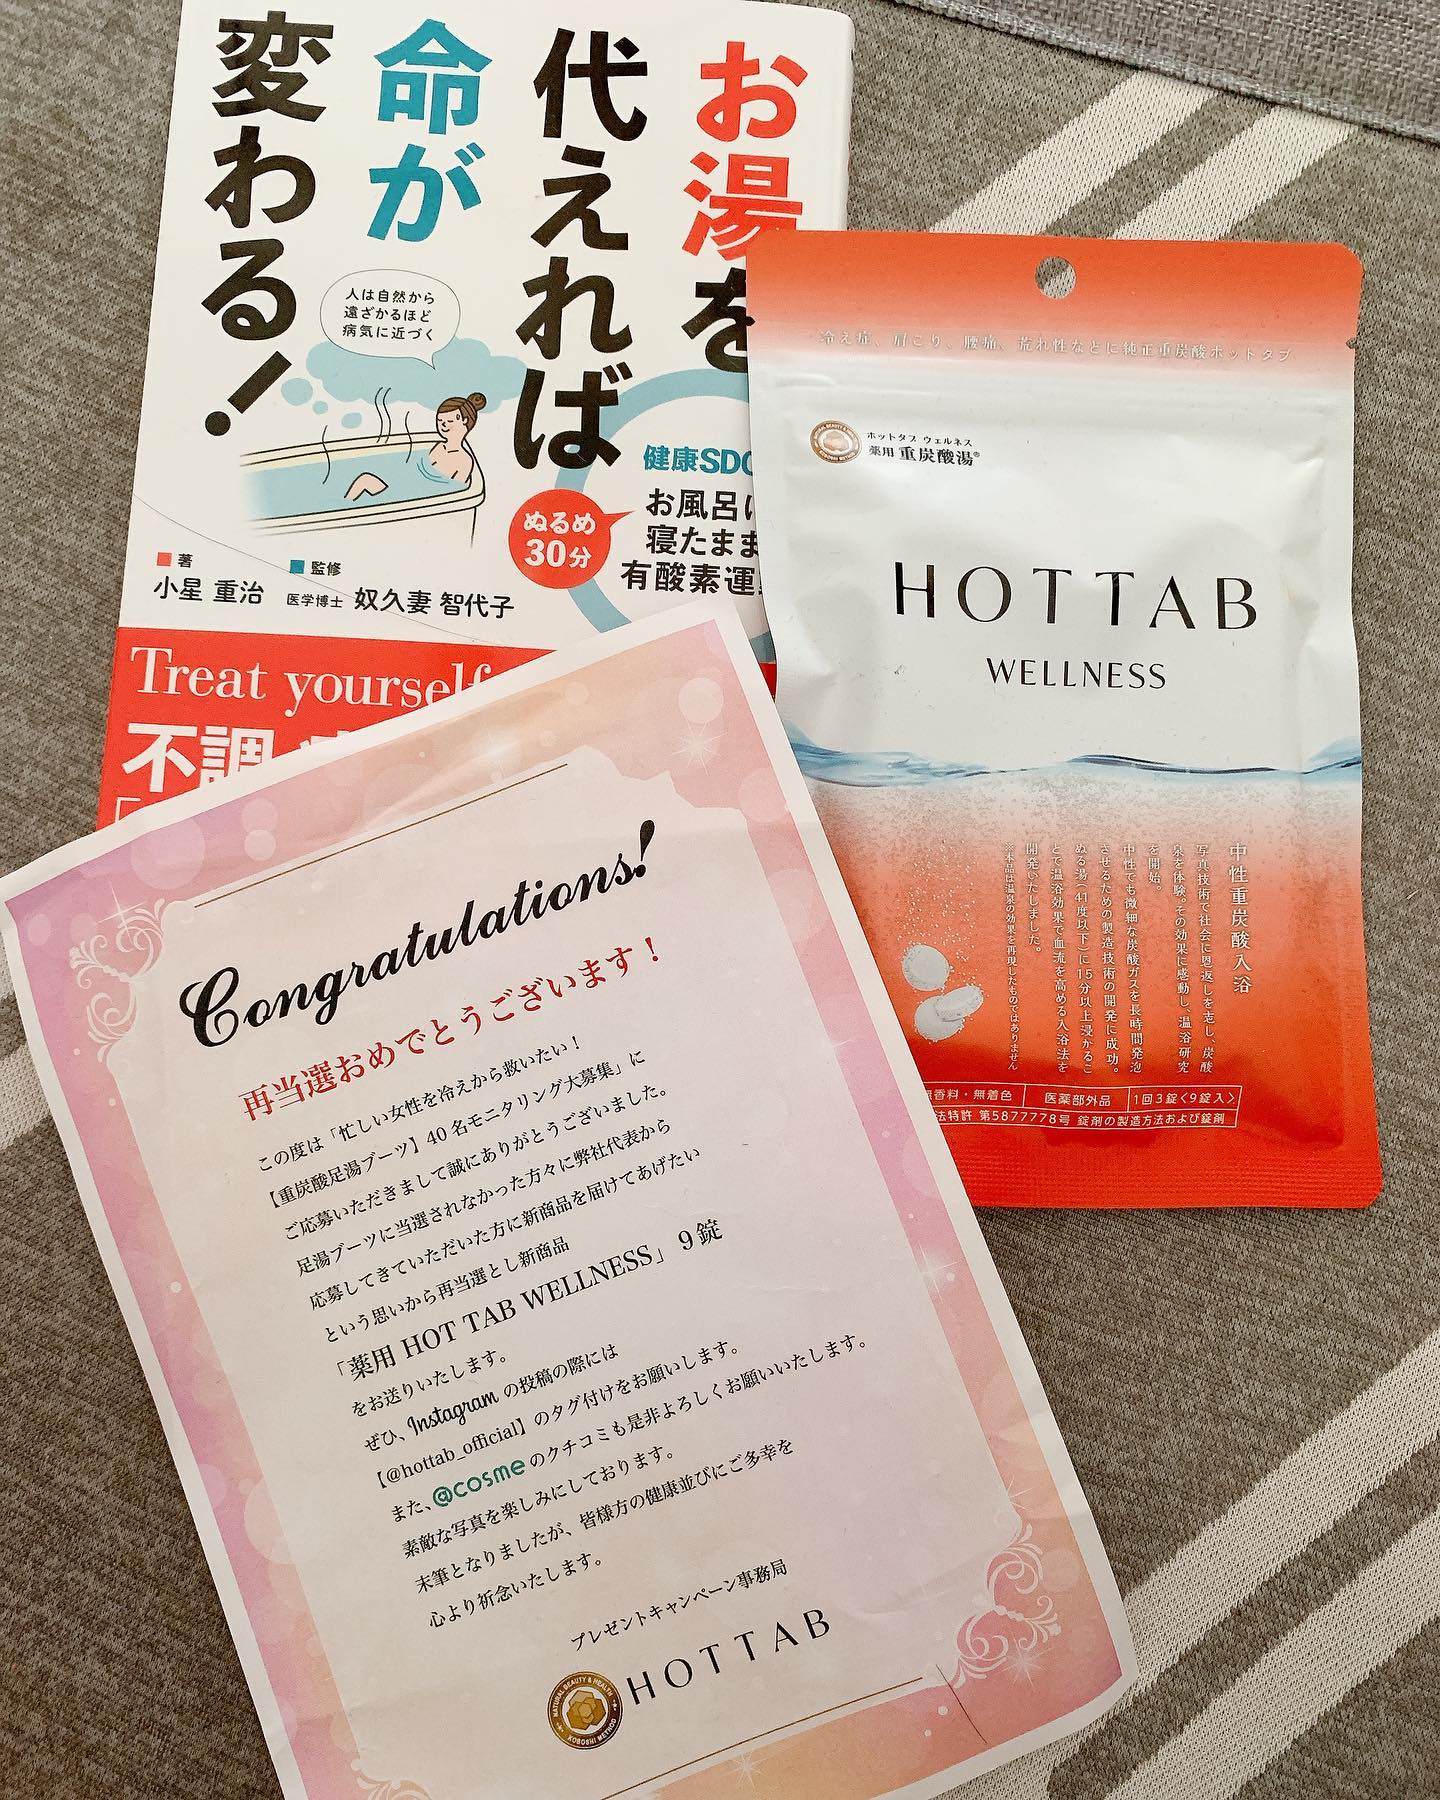 お湯を
代えれば
命が
変わる!
人は自然から
遠ざかるほど
病気に近づく
健康SDG
ぬるめ
30分
お風呂に
寝たまま
有酸素運
著
小星 重治
監修
医学博士 奴久妻 智代子
Treat yourself
不調
冷え症、肩こり、腰痛、荒れ性などに純正重炭酸ホットタブ
NATURAL BEAUTY & HEALTH
ホットタブ ウェルネス
薬用 重炭酸湯®
HOT TAB
WELLNESS
中性重炭酸入浴
写真技術で社会に恩返しを志し、炭酸
泉を体験。その効果に感動し、温浴研究
を開始。
中性でも微細な炭酸ガスを長時間発泡
させるための製造技術の開発に成功。
ぬる湯(41度以下)に15分以上浸かるこ
とで温浴効果で血流を高める入浴法を
開発いたしました。
※本品は温泉の効果を再現したものではありません
無香料・無着色
医薬部外品
1回3錠<9錠入>
法特許 第5877778号 錠剤の製造方法および錠剤
Congratulations!
再当選おめでとうございます!
この度は「忙しい女性を冷えから救いたい!
【重炭酸足湯ブーツ】40名モニタリング大募集」に
ご応募いただきまして誠にありがとうございました。
足湯ブーツに当選されなかった方々に弊社代表から
応募してきていただいた方に新商品を届けてあげたい
という思いから再当選とし新商品
「薬用 HOT TAB WELLNESS」9錠
をお送りいたします。
ぜひ、Instagram の投稿の際には
【@hottab_official】のタグ付けをお願いします。
また、@cosme のクチコミも是非よろしくお願いいたします。
素敵な写真を楽しみにしております。
末筆となりましたが、皆様方の健康並びにご多幸を
心より祈念いたします。
プレゼントキャンペーン事務局
NATURAL BEAUTY & HEALTH
KOBOSHI METHOD
HOT TAB